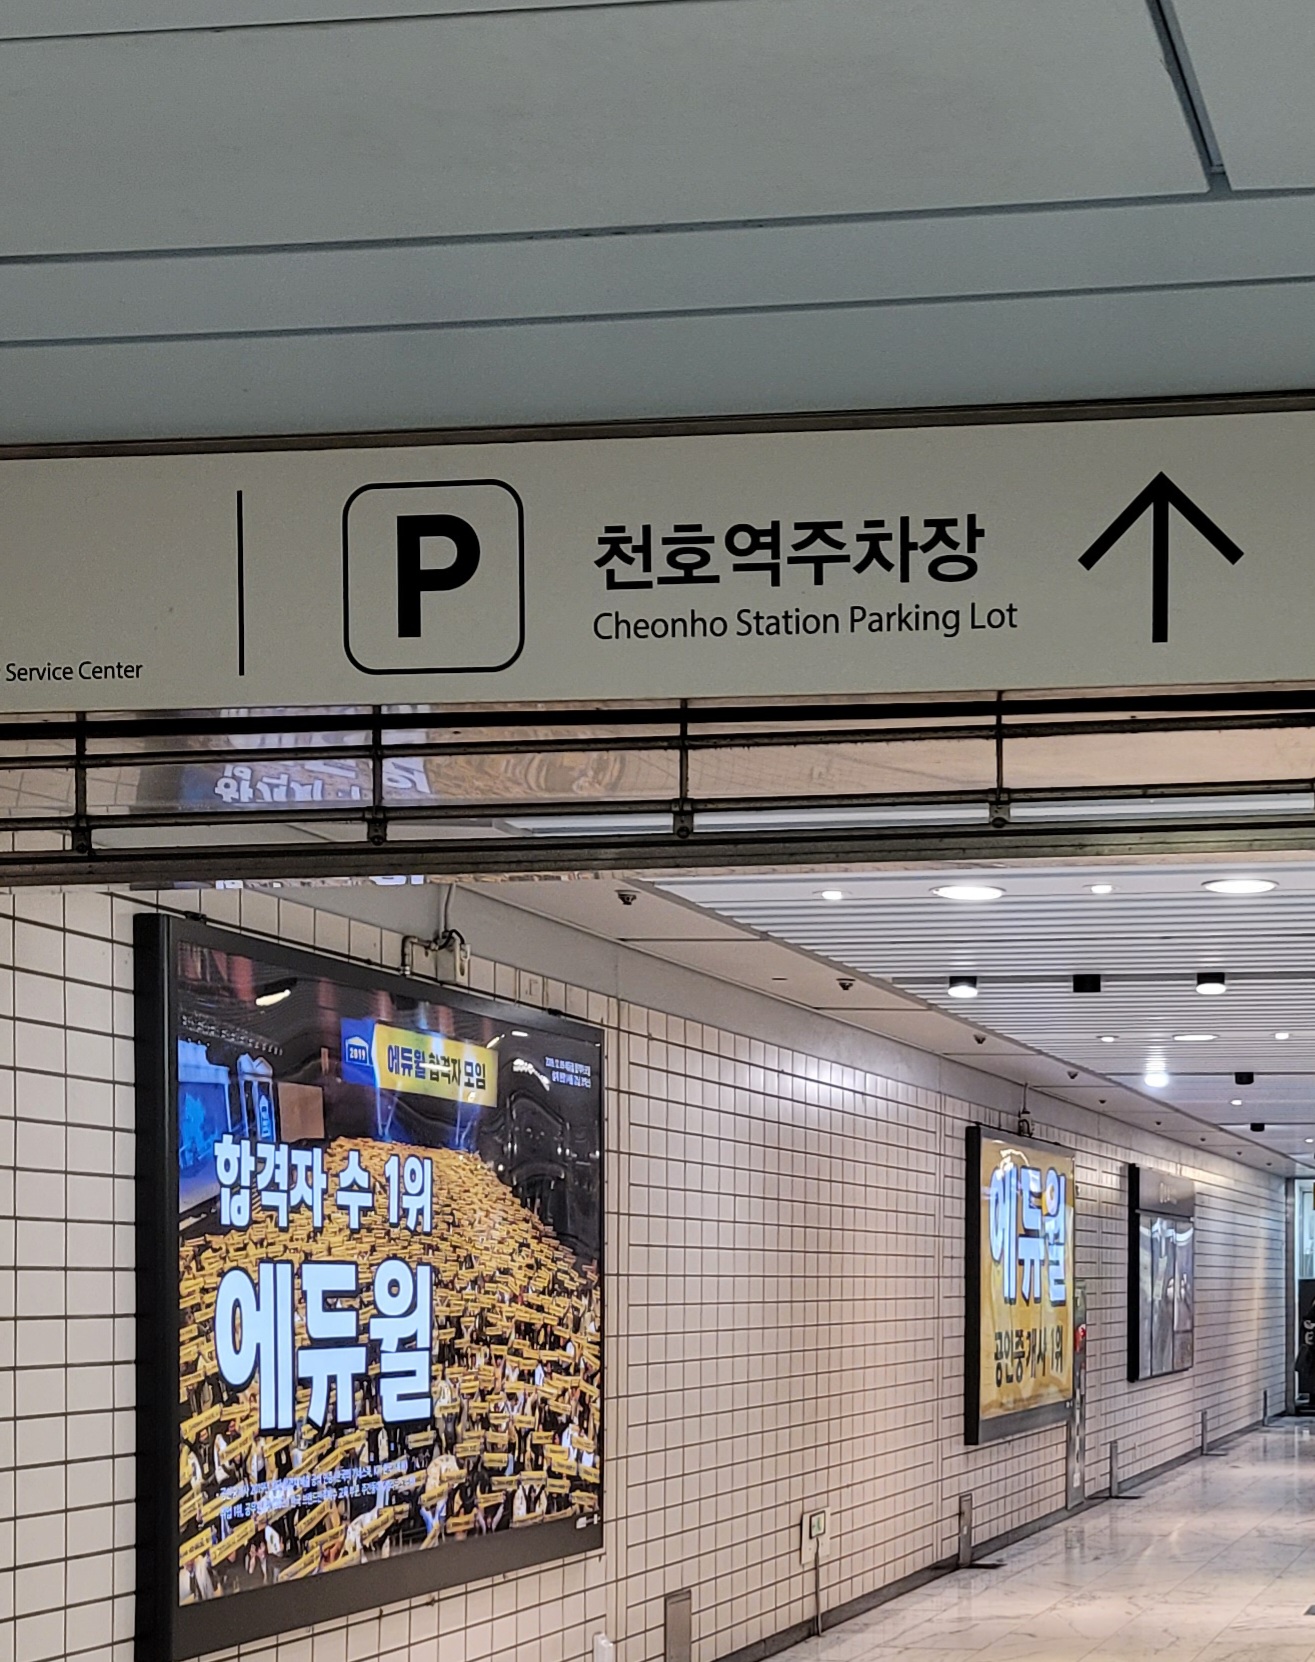 Service Center
P
천호역주차장
Cheonho Station Parking Lot
2019
에듀윌 합격자 모임
합격자 수 1위
에듀윌
에듀윌
공인중개사 1위